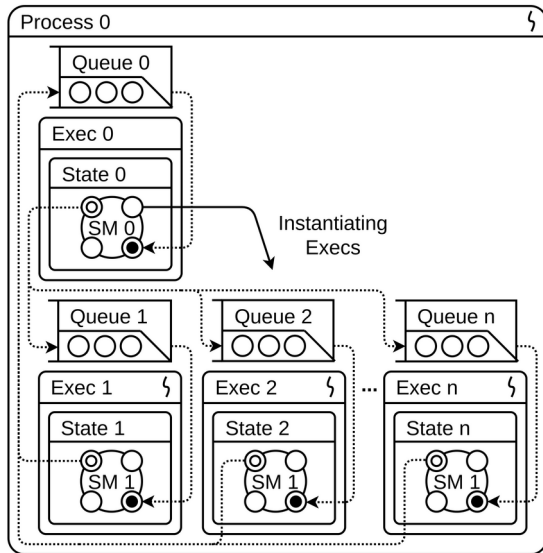 Process 0
Queue 0
Exec 0
State 0
SM 0
Instantiating
Execs
Queue 1
Queue 2
Queue n
Exec 1
Exec 2
...
Exec n
State 1
State 2
State n
SM 1
SM 1
SM 1